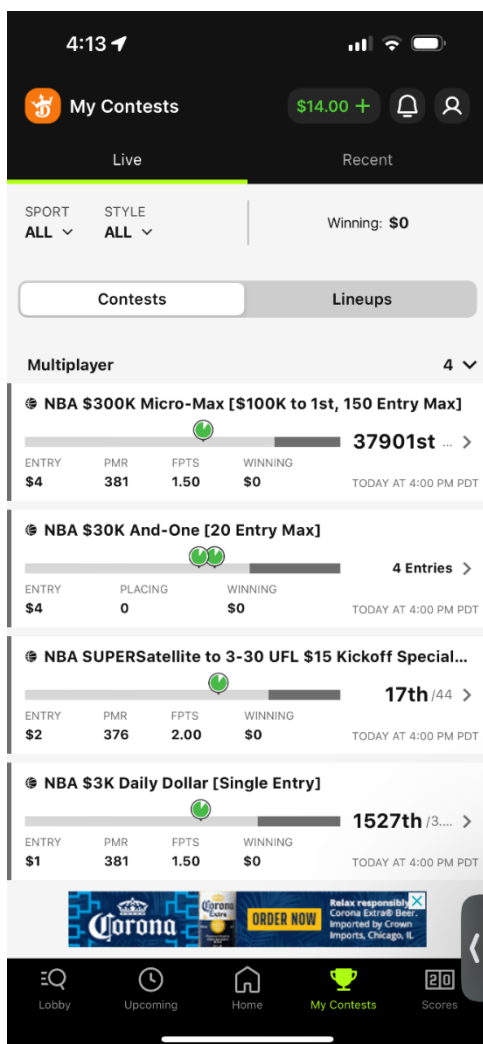 4:13
My Contests
$14.00 +
Live
Recent
SPORT
STYLE
ALL
ALL
Winning: $0
Contests
Lineups
Multiplayer
4
NBA $300K Micro-Max [$100K to 1st, 150 Entry Max]
37901st ...
ENTRY PMR FPTS WINNING
$4 381 1.50 $0
TODAY AT 4:00 PM PDT
NBA $30K And-One [20 Entry Max]
4 Entries
ENTRY PLACING WINNING
$4 0 $0
TODAY AT 4:00 PM PDT
NBA SUPERSatellite to 3-30 UFL $15 Kickoff Special...
17th /44
ENTRY PMR FPTS WINNING
$2 376 2.00 $0
TODAY AT 4:00 PM PDT
NBA $3K Daily Dollar [Single Entry]
1527th /3....
ENTRY PMR FPTS WINNING
$1 381 1.50 $0
TODAY AT 4:00 PM PDT
Corona
Corona
Extra
ORDER NOW
Relax responsibly
Corona Extra® Beer.
Imported by Crown
Imports, Chicago, IL
20
Lobby
Upcoming
Home
My Contests
Scores